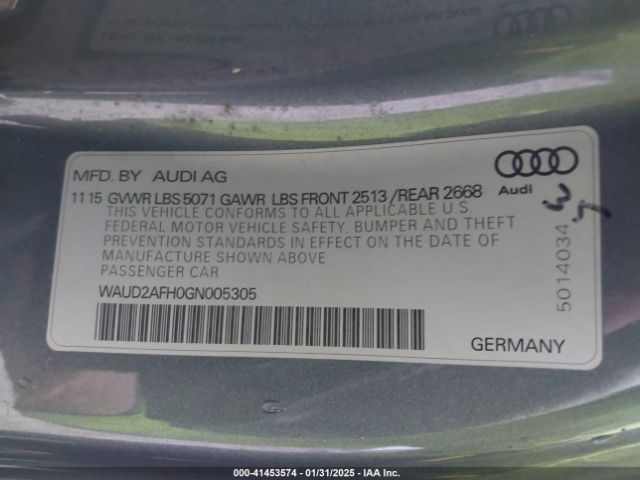 MFD. BY AUDI AG
11 15 GVWR LBS 5071 GAWR LBS FRONT 2513 /REAR 2668
THIS VEHICLE CONFORMS TO ALL APPLICABLE U.S.
FEDERAL MOTOR VEHICLE SAFETY, BUMPER AND THEFT
PREVENTION STANDARDS IN EFFECT ON THE DATE OF
MANUFACTURE SHOWN ABOVE
PASSENGER CAR
WAUD2AFH0GN005305
Audi
5014034
GERMANY
000-41453574 / 01/31/2025 / IAA Inc.